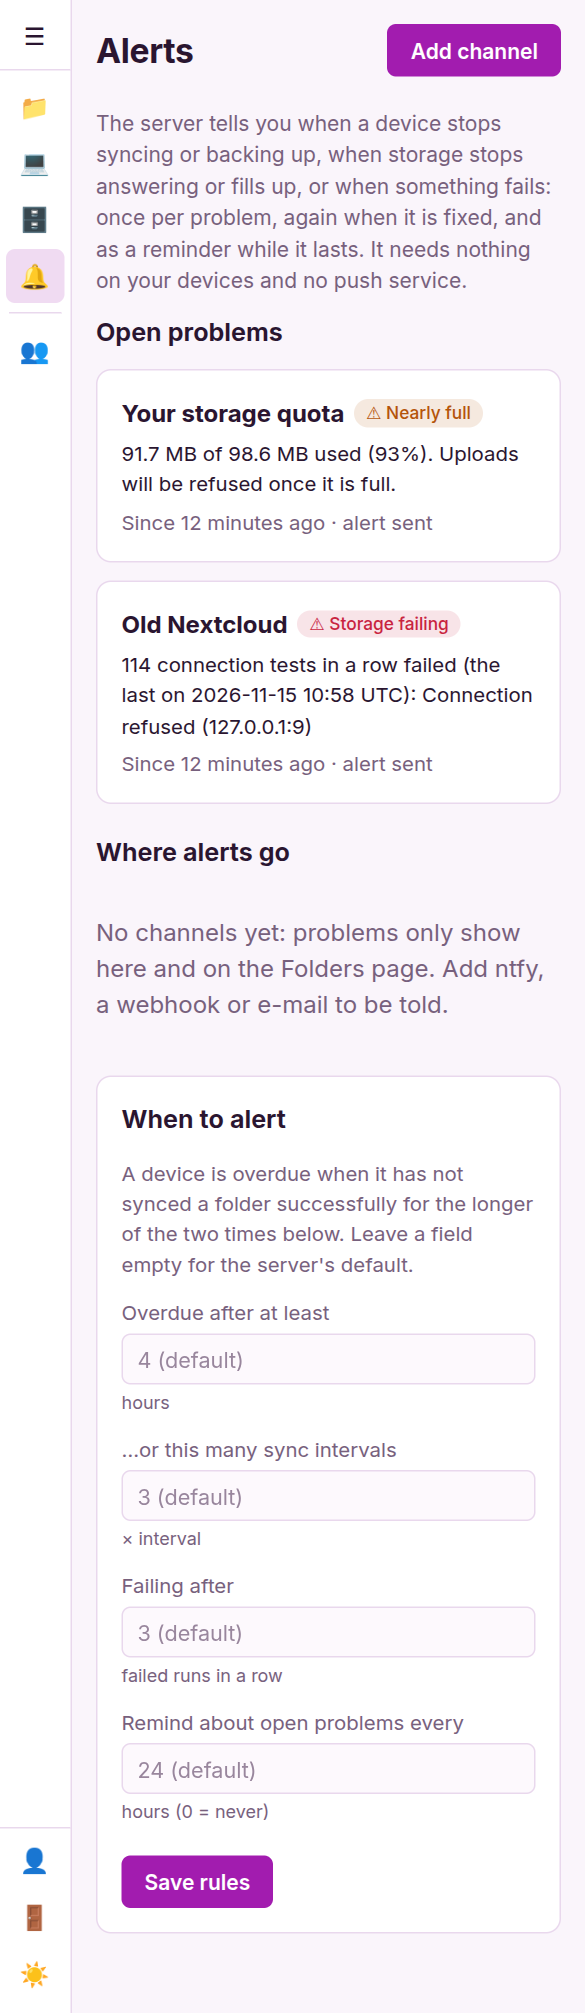 Alerts
Add channel
The server tells you when a device stops
syncing or backing up, when storage stops
answering or fills up, or when something fails:
once per problem, again when it is fixed, and
as a reminder while it lasts. It needs nothing
on your devices and no push service.
Open problems
Your storage quota ⚠ Nearly full
91.7 MB of 98.6 MB used (93%). Uploads
will be refused once it is full.
Since 12 minutes ago · alert sent
Old Nextcloud ⚠ Storage failing
114 connection tests in a row failed (the
last on 2026-11-15 10:58 UTC): Connection
refused (127.0.0.1:9)
Since 12 minutes ago · alert sent
Where alerts go
No channels yet: problems only show
here and on the Folders page. Add ntfy,
a webhook or e-mail to be told.
When to alert
A device is overdue when it has not
synced a folder successfully for the longer
of the two times below. Leave a field
empty for the server's default.
Overdue after at least
4 (default)
hours
…or this many sync intervals
3 (default)
× interval
Failing after
3 (default)
failed runs in a row
Remind about open problems every
24 (default)
hours (0 = never)
Save rules